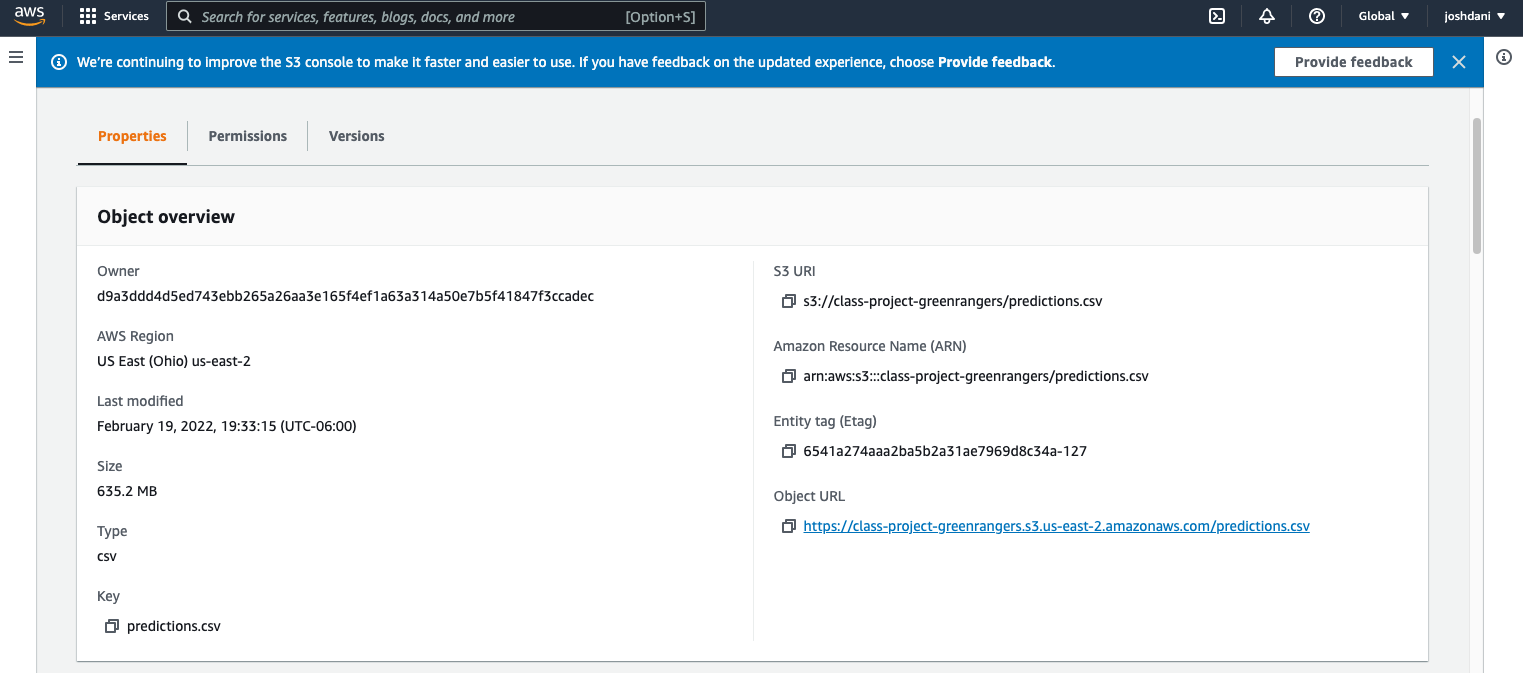 aws
Services
Search for services, features, blogs, docs, and more
[Option+S]
Global
joshdani
We're continuing to improve the S3 console to make it faster and easier to use. If you have feedback on the updated experience, choose Provide feedback.
Provide feedback
Properties
Permissions
Versions
Object overview
Owner
d9a3ddd4d5ed743ebb265a26aa3e165f4ef1a63a314a50e7b5f41847f3ccadec
AWS Region
US East (Ohio) us-east-2
Last modified
February 19, 2022, 19:33:15 (UTC-06:00)
Size
635.2 MB
Type
csv
Key
predictions.csv
S3 URI
s3://class-project-greenrangers/predictions.csv
Amazon Resource Name (ARN)
arn:aws:s3:::class-project-greenrangers/predictions.csv
Entity tag (Etag)
6541a274aaa2ba5b2a31ae7969d8c34a-127
Object URL
https://class-project-greenrangers.s3.us-east-2.amazonaws.com/predictions.csv